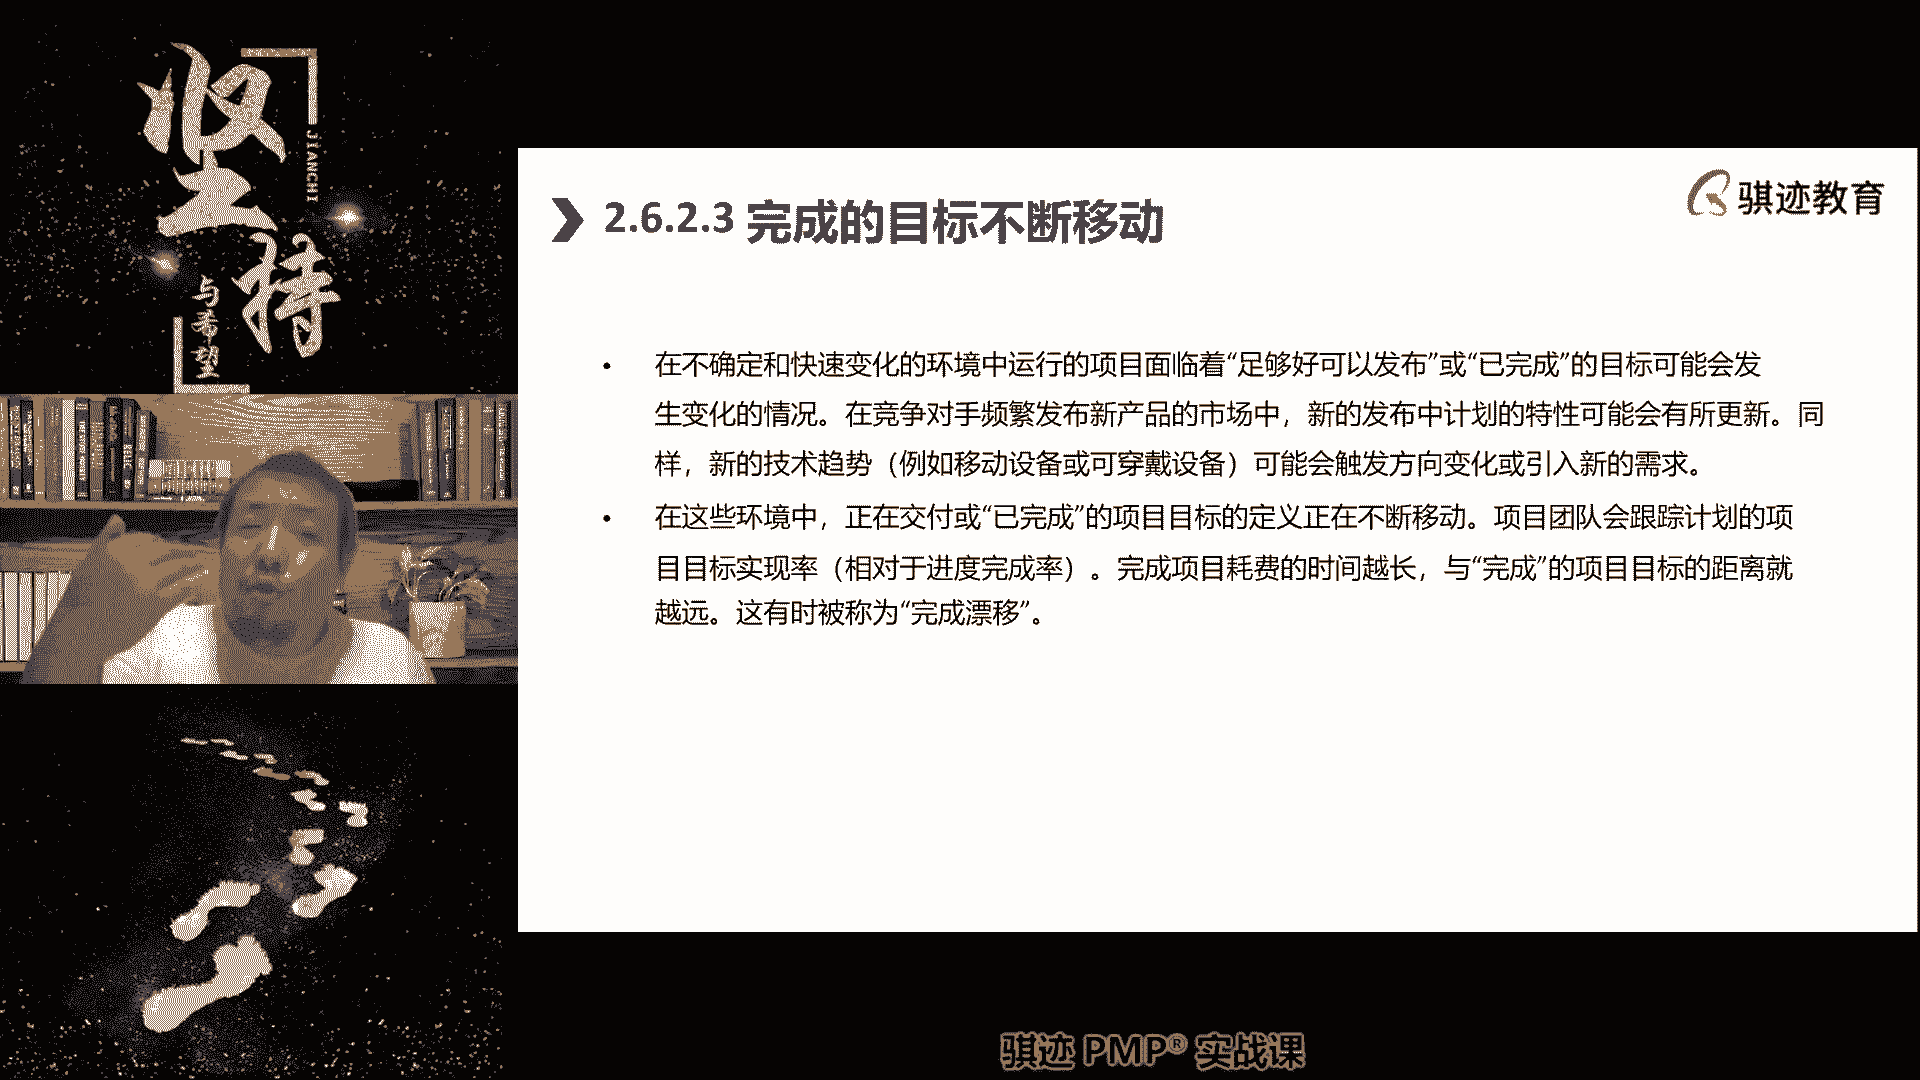 坚持
JIANCHI
与希望
骐迹教育
2.6.2.3 完成的目标不断移动
• 在不确定和快速变化的环境中运行的项目面临着“足够好可以发布”或“已完成”的目标可能会发
生变化的情况。在竞争对手频繁发布新产品的市场中，新的发布中计划的特性可能会有所更新。同
样，新的技术趋势（例如移动设备或可穿戴设备）可能会触发方向变化或引入新的需求。
• 在这些环境中，正在交付或“已完成”的项目目标的定义正在不断移动。项目团队会跟踪计划的项
目目标实现率（相对于进度完成率）。完成项目耗费的时间越长，与“完成”的项目目标的距离就
越远。这有时被称为“完成漂移”。
骐迹 PMP® 实战课